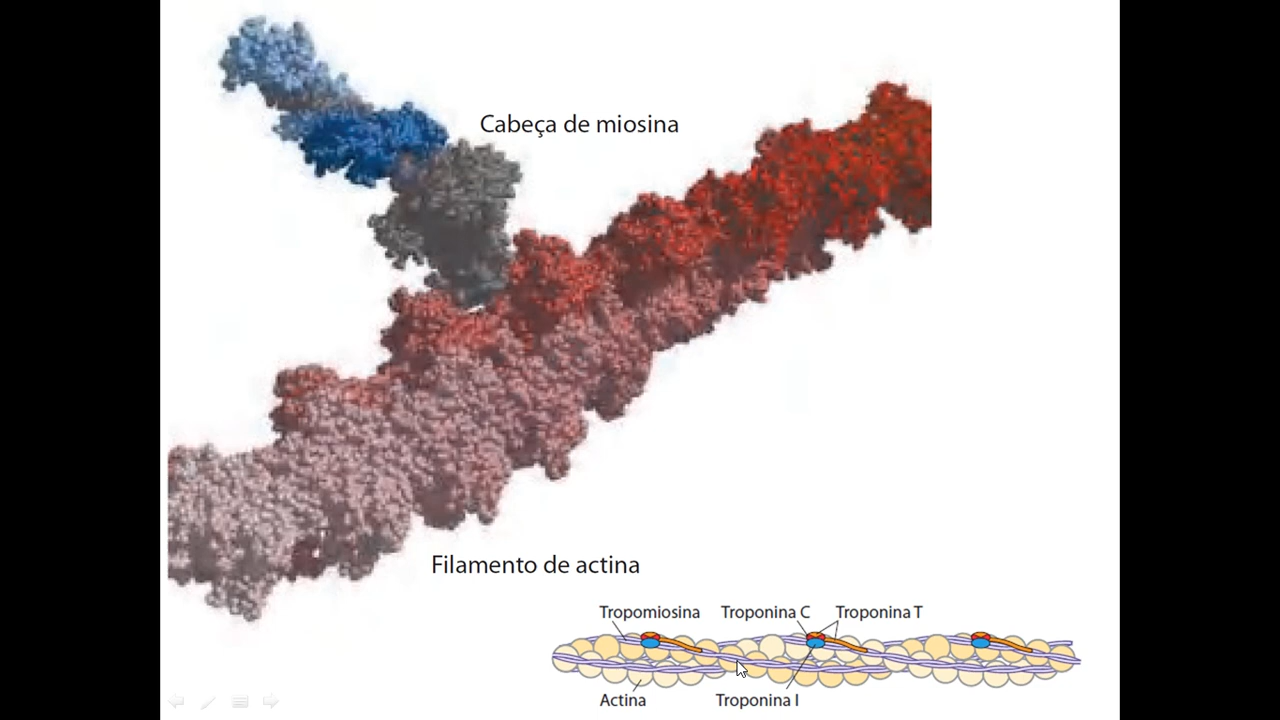 Cabeça de miosina
Filamento de actina
Tropomiosina Troponina C Troponina T
Actina Troponina I